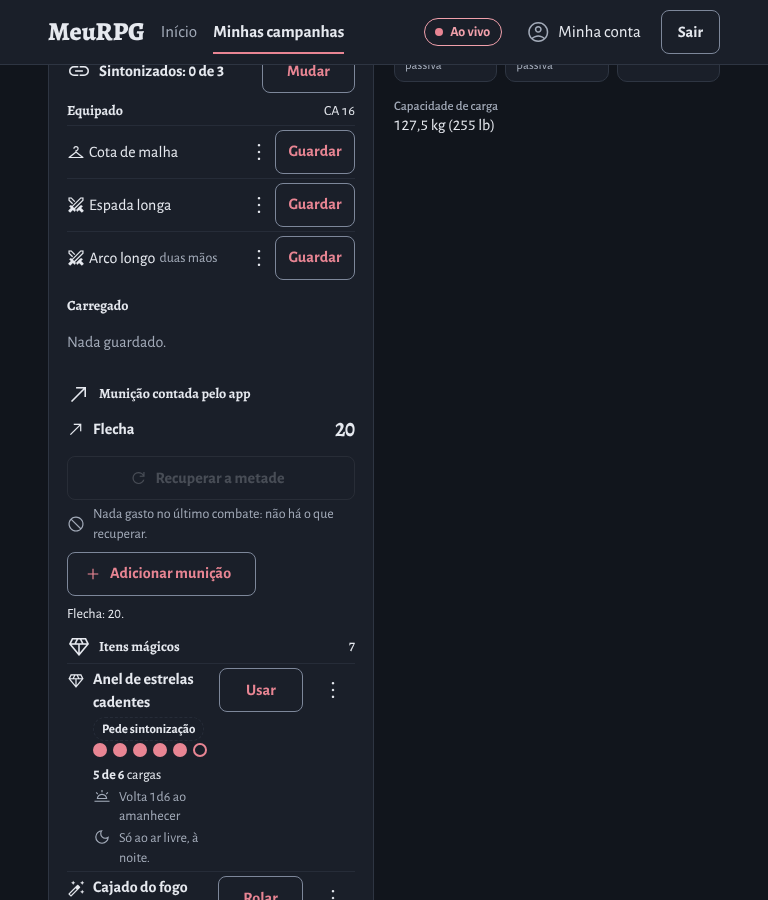 MeuRPG Início Minhas campanhas Ao vivo Minha conta Sair
Sintonizados: 0 de 3 Mudar
passiva passiva
Equipado CA 16
Capacidade de carga
127,5 kg (255 lb)
Cota de malha Guardar
Espada longa Guardar
Arco longo duas mãos Guardar
Carregado
Nada guardado.
Munição contada pelo app
Flecha 20
Recuperar a metade
Nada gasto no último combate: não há o que
recuperar.
Adicionar munição
Flecha: 20.
Itens mágicos 7
Anel de estrelas
cadentes
Usar
Pede sintonização
5 de 6 cargas
Volta 1d6 ao
amanhecer
Só ao ar livre, à
noite.
Cajado do fogo Rolar